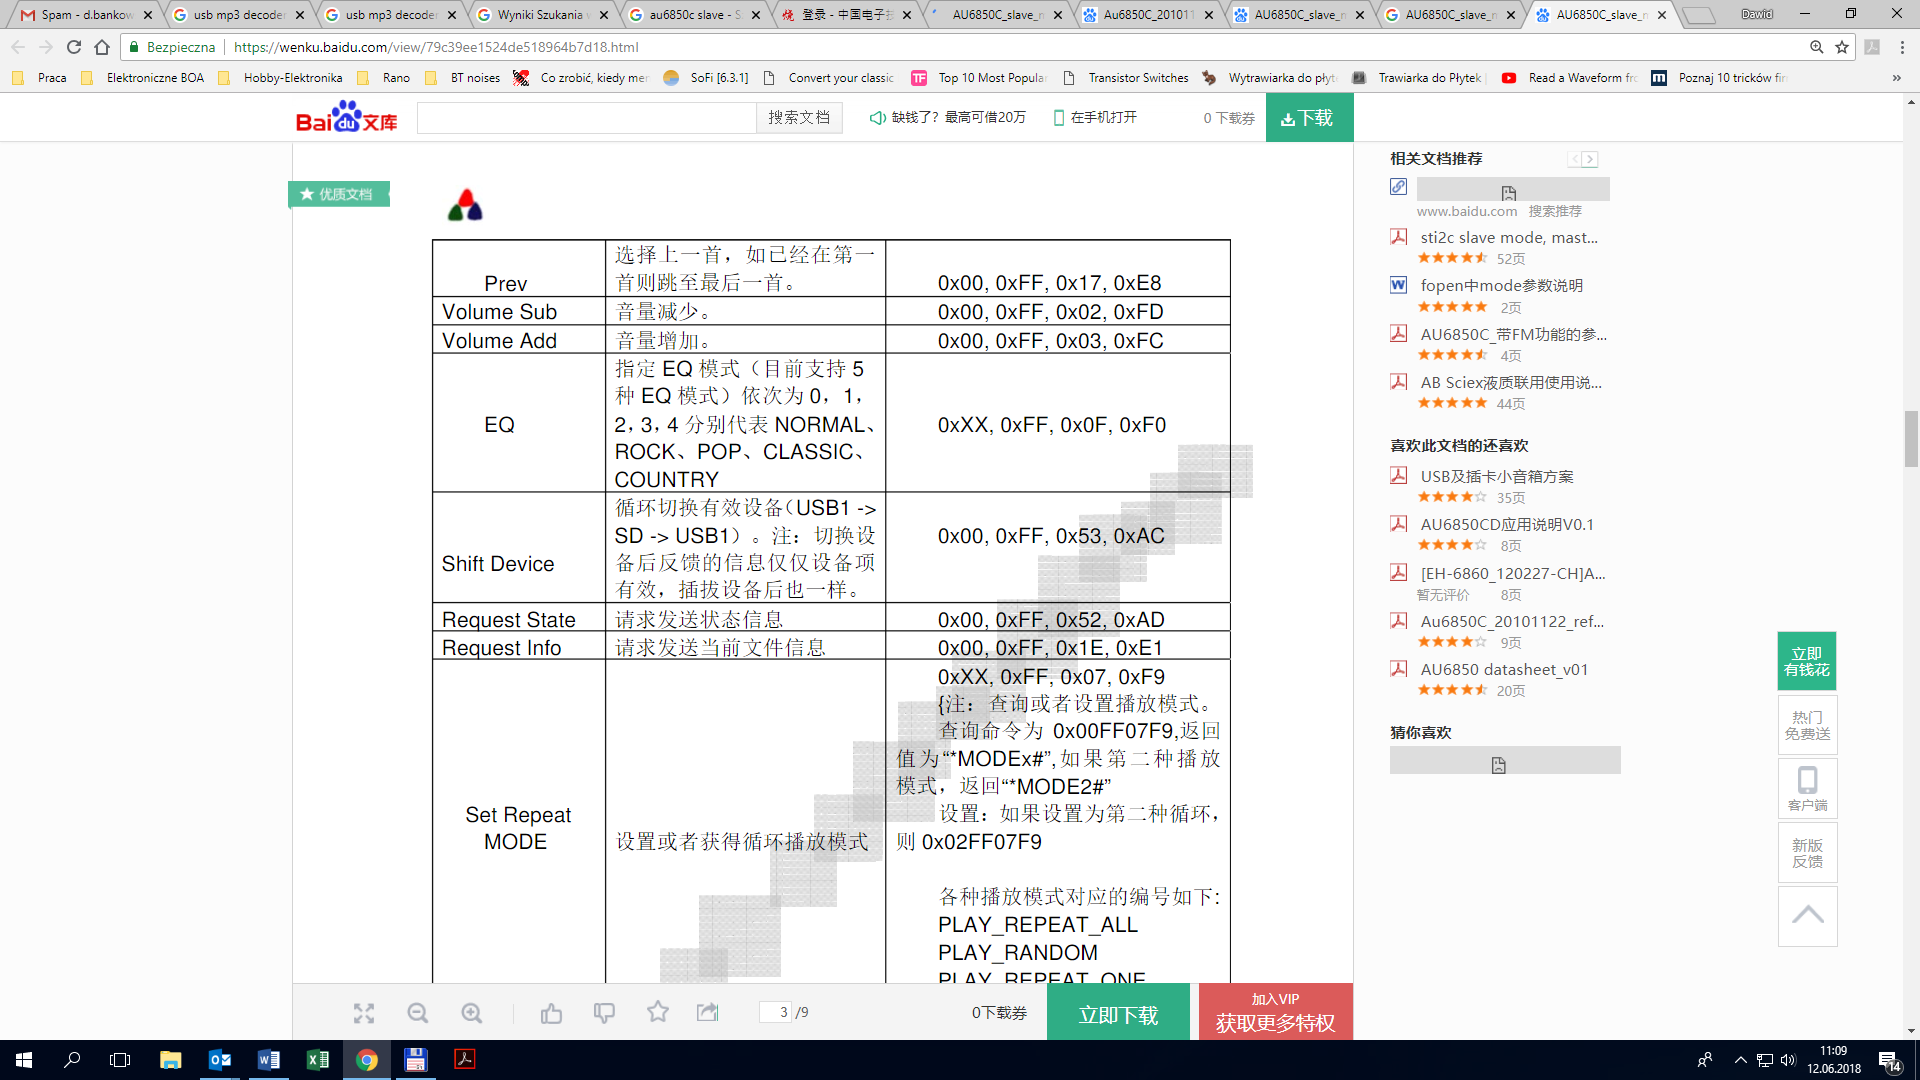 Spam - d.bankow
usb mp3 decoder
usb mp3 decoder
Wyniki Szukania w
au6850c slave - S
登录 - 中国电子技
AU6850C_slave_m
Au6850C_201011
AU6850C_slave_m
AU6850C_slave_m
AU6850C_slave_m
Dawid
Bezpieczna
https://wenku.baidu.com/view/79c39ee1524de518964b7d18.html
Praca
Elektroniczne BOA
Hobby-Elektronika
Rano
BT noises
Co zrobić, kiedy mer
SoFi [6.3.1]
Convert your classic
Top 10 Most Popula
Transistor Switches
Wytrawiarka do płyt
Trawiarka do Płytek
Read a Waveform fro
Poznaj 10 tricków fir
»
Baidu文库
搜索文档
缺钱了？最高可借20万
在手机打开
0 下载券
下载
优质文档
Prev
选择上一首，如已经在第一
首则跳至最后一首。
0x00, 0xFF, 0x17, 0xE8
Volume Sub
音量减少。
0x00, 0xFF, 0x02, 0xFD
Volume Add
音量增加。
0x00, 0xFF, 0x03, 0xFC
EQ
指定 EQ 模式（目前支持 5
种 EQ 模式）依次为 0，1，
2，3，4 分别代表 NORMAL、
ROCK、POP、CLASSIC、
COUNTRY
0xXX, 0xFF, 0x0F, 0xF0
Shift Device
循环切换有效设备（USB1 ->
SD -> USB1）。注：切换设
备后反馈的信息仅仅设备项
有效，插拔设备后也一样。
0x00, 0xFF, 0x53, 0xAC
Request State
请求发送状态信息
0x00, 0xFF, 0x52, 0xAD
Request Info
请求发送当前文件信息
0x00, 0xFF, 0x1E, 0xE1
Set Repeat
MODE
设置或者获得循环播放模式
0xXX, 0xFF, 0x07, 0xF9
{注：查询或者设置播放模式。
查询命令为 0x00FF07F9,返回
值为“*MODEx#”,如果第二种播放
模式，返回“*MODE2#”
设置：如果设置为第二种循环，
则 0x02FF07F9
各种播放模式对应的编号如下:
PLAY_REPEAT_ALL
PLAY_RANDOM
PLAY_REPEAT_ONE
相关文档推荐
www.baidu.com 搜索推荐
sti2c slave mode, mast...
52页
fopen中mode参数说明
2页
AU6850C_带FM功能的参...
4页
AB Sciex液质联用使用说...
44页
喜欢此文档的还喜欢
USB及插卡小音箱方案
35页
AU6850CD应用说明V0.1
8页
[EH-6860_120227-CH]A...
暂无评价 8页
Au6850C_20101122_ref...
9页
AU6850 datasheet_v01
20页
猜你喜欢
立即
有钱花
热门
免费送
客户端
新版
反馈
3 /9
0下载券
立即下载
加入VIP
获取更多特权
11:09
12.06.2018
14